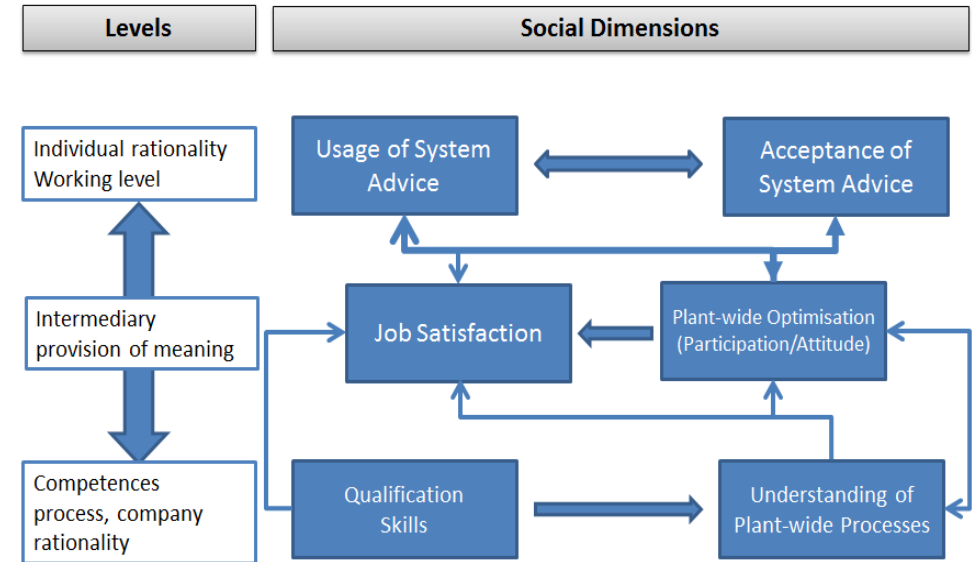 Levels
Social Dimensions
Individual rationality
Working level
Usage of System
Advice
Acceptance of
System Advice
Intermediary
provision of meaning
Job Satisfaction
Plant-wide Optimisation
(Participation/Attitude)
Competences
process, company
rationality
Qualification
Skills
Understanding of
Plant-wide Processes